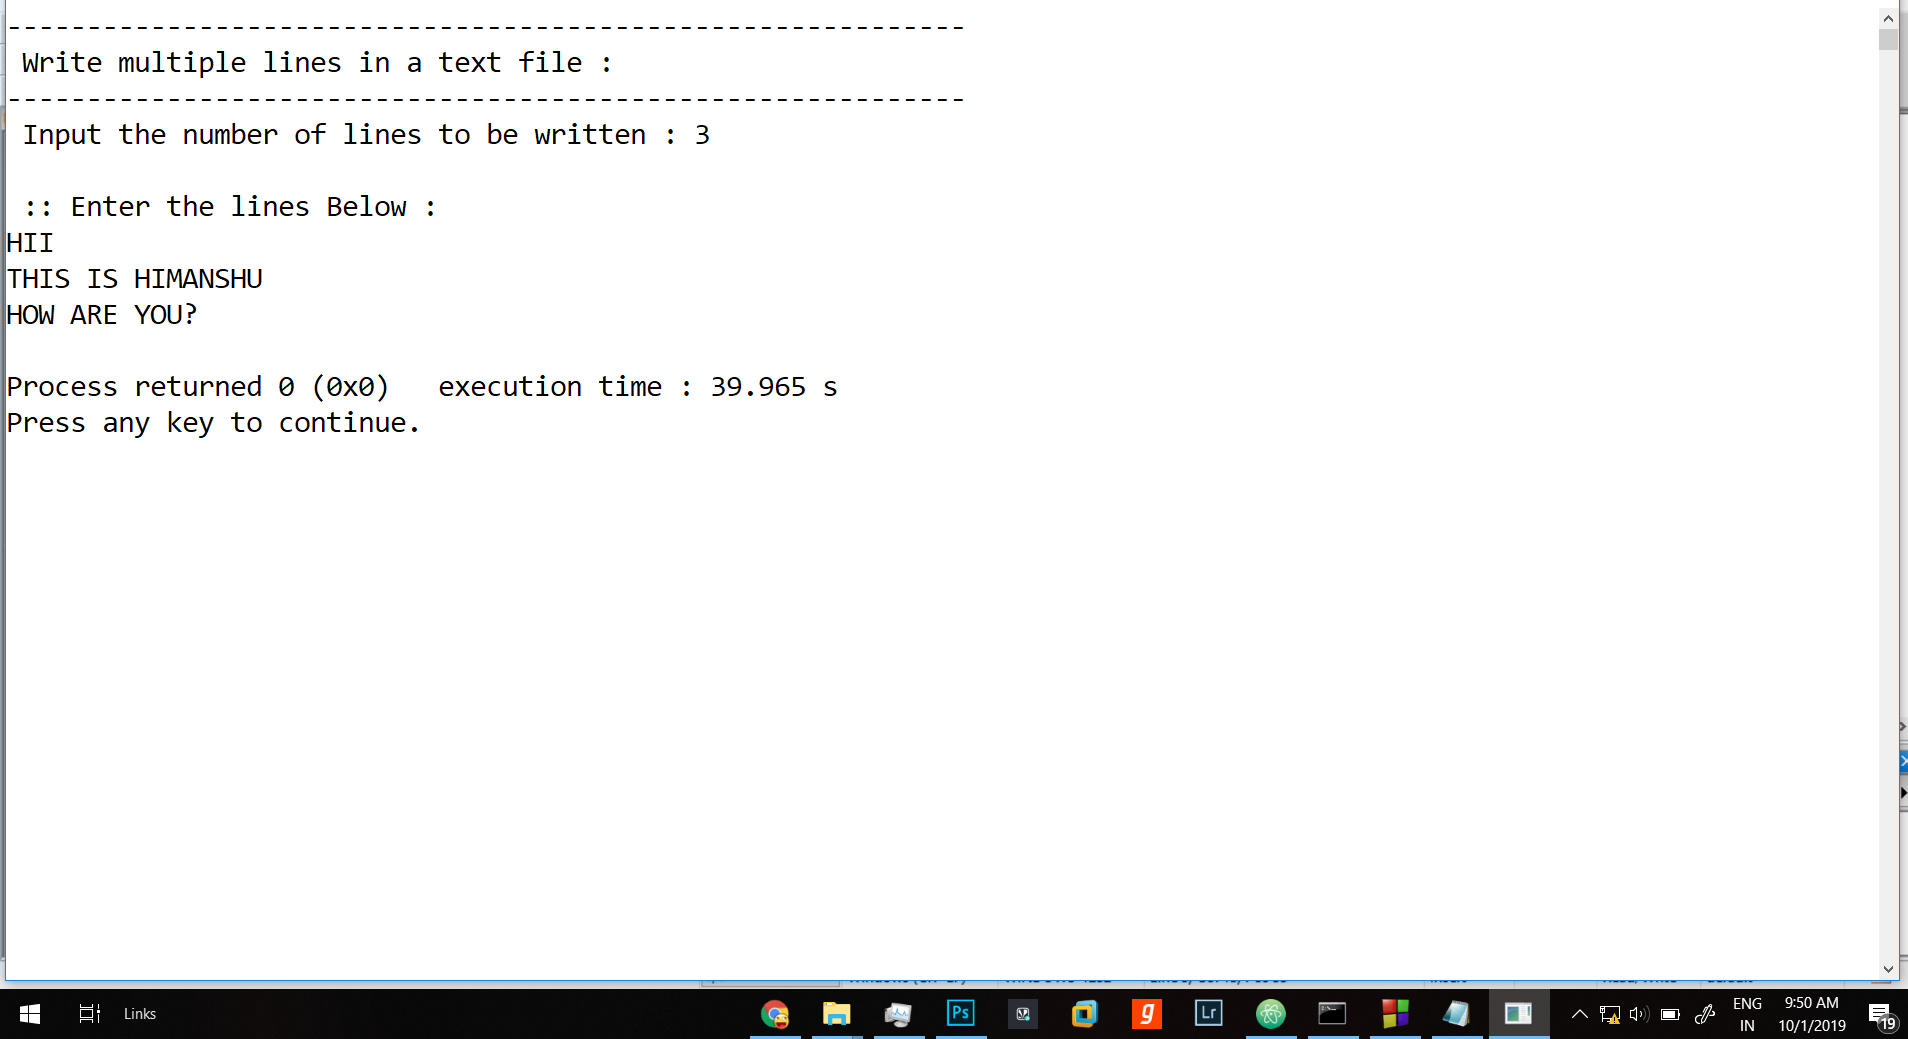 ------------------------------------------------------------
Write multiple lines in a text file :
------------------------------------------------------------
Input the number of lines to be written : 3
:: Enter the lines Below :
HII
THIS IS HIMANSHU
HOW ARE YOU?
Process returned 0 (0x0)   execution time : 39.965 s
Press any key to continue.
Links
Ps
g
Lr
ENG
IN
9:50 AM
10/1/2019
19